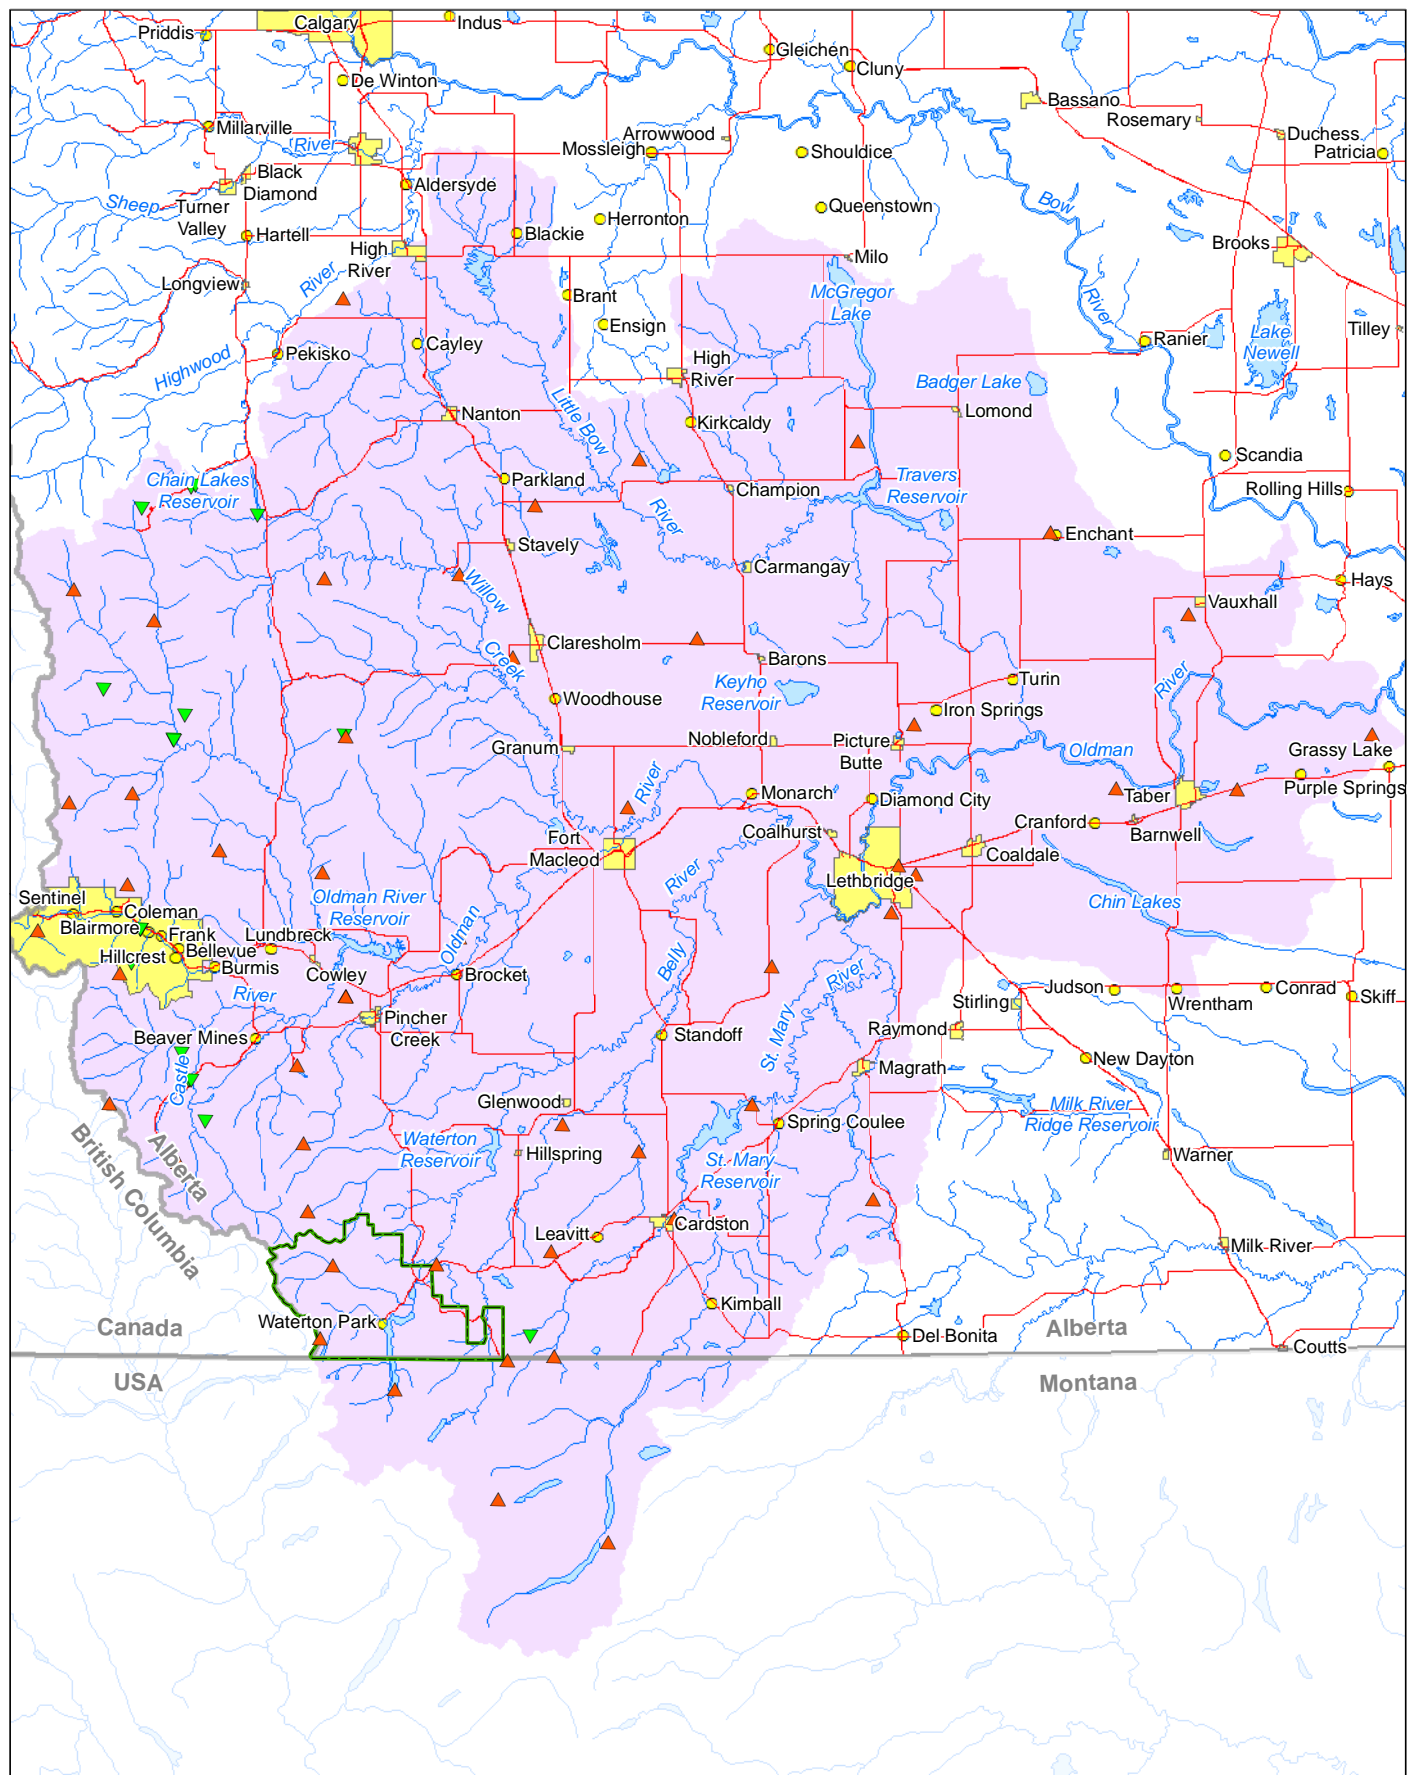 Calgary
Indus
Priddis
Gleichen
Cluny
De Winton
Bassano
Rosemary
Millarville
River
Arrowwood
Duchess
Mossleigh
Shouldice
Patricia
Black
Diamond
Aldersyde
Sheep
Turner
Valley
Queenstown
Bow
Herronton
Hartell
Blackie
High
River
Brooks
Milo
River
Longview
McGregor
Lake
Brant
River
Ensign
Lake
Newell
Tilley
Ranier
Cayley
Pekisko
Highwood
High
River
Badger Lake
Little Bow
Nanton
Lomond
Kirkcaldy
Scandia
Chain Lakes
Reservoir
Parkland
Travers
Reservoir
Champion
Rolling Hills
River
Enchant
Stavely
Carmangay
Hays
Willow
Vauxhall
Claresholm
Creek
Barons
Turin
River
Keyho
Reservoir
Woodhouse
Iron Springs
Granum
Nobleford
Picture
Butte
Oldman
Grassy Lake
River
Monarch
Diamond City
Taber
Purple Springs
Fort
Macleod
Coalhurst
Cranford
Barnwell
Coaldale
River
Lethbridge
Sentinel
Oldman River
Reservoir
Chin Lakes
Coleman
Blairmore
Frank
Lundbreck
Oldman
Hillcrest
Bellevue
Burmis
Cowley
Brocket
Belly
River
River
Judson
Conrad
Stirling
Wrentham
Skiff
Pincher
Creek
Beaver Mines
Standoff
St. Mary
Raymond
New Dayton
Castle
Magrath
Glenwood
Milk River
Ridge Reservoir
Spring Coulee
Waterton
Reservoir
Hillspring
Alberta
British Columbia
St. Mary
Reservoir
Warner
Leavitt
Cardston
Milk River
Kimball
Waterton Park
Canada
Del Bonita
Alberta
Coutts
USA
Montana